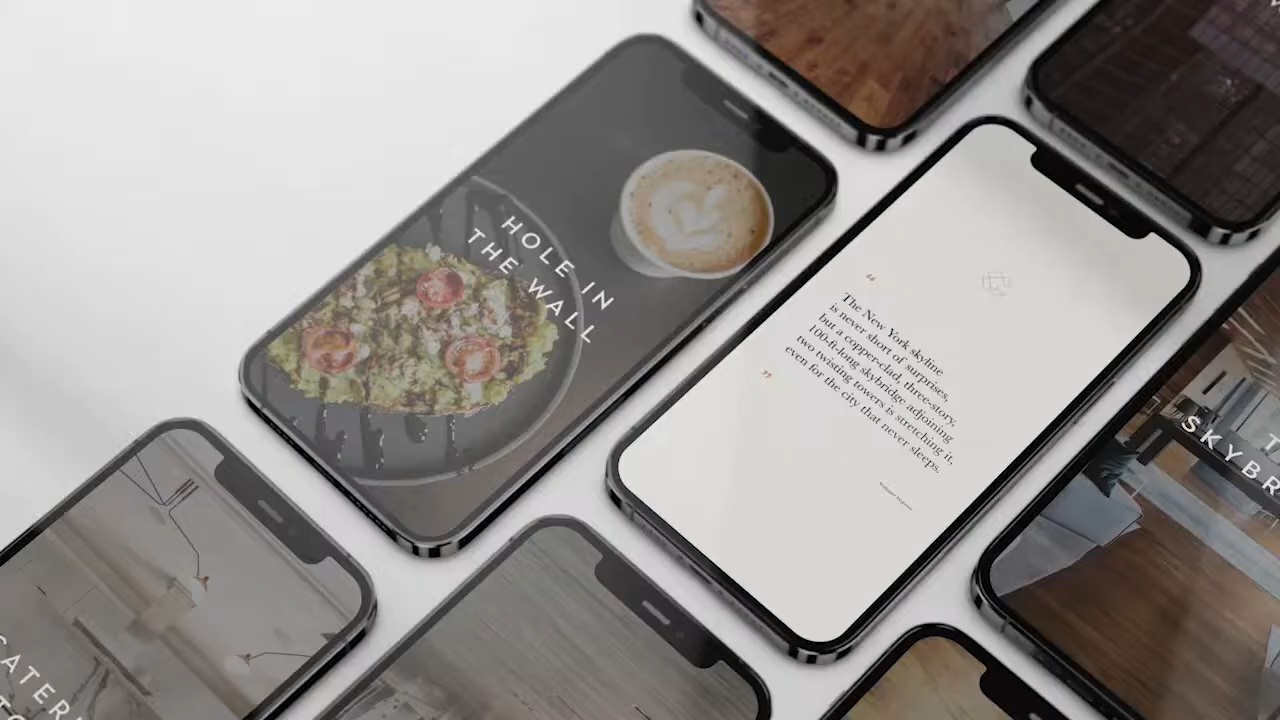 HOLE IN
THE WALL
“
The New York skyline
is never short of surprises,
but a copper-clad, three-story,
100-ft-long skybridge adjoining
two twisting towers is stretching it,
even for the city that never sleeps.
”
SKYBR
CATER